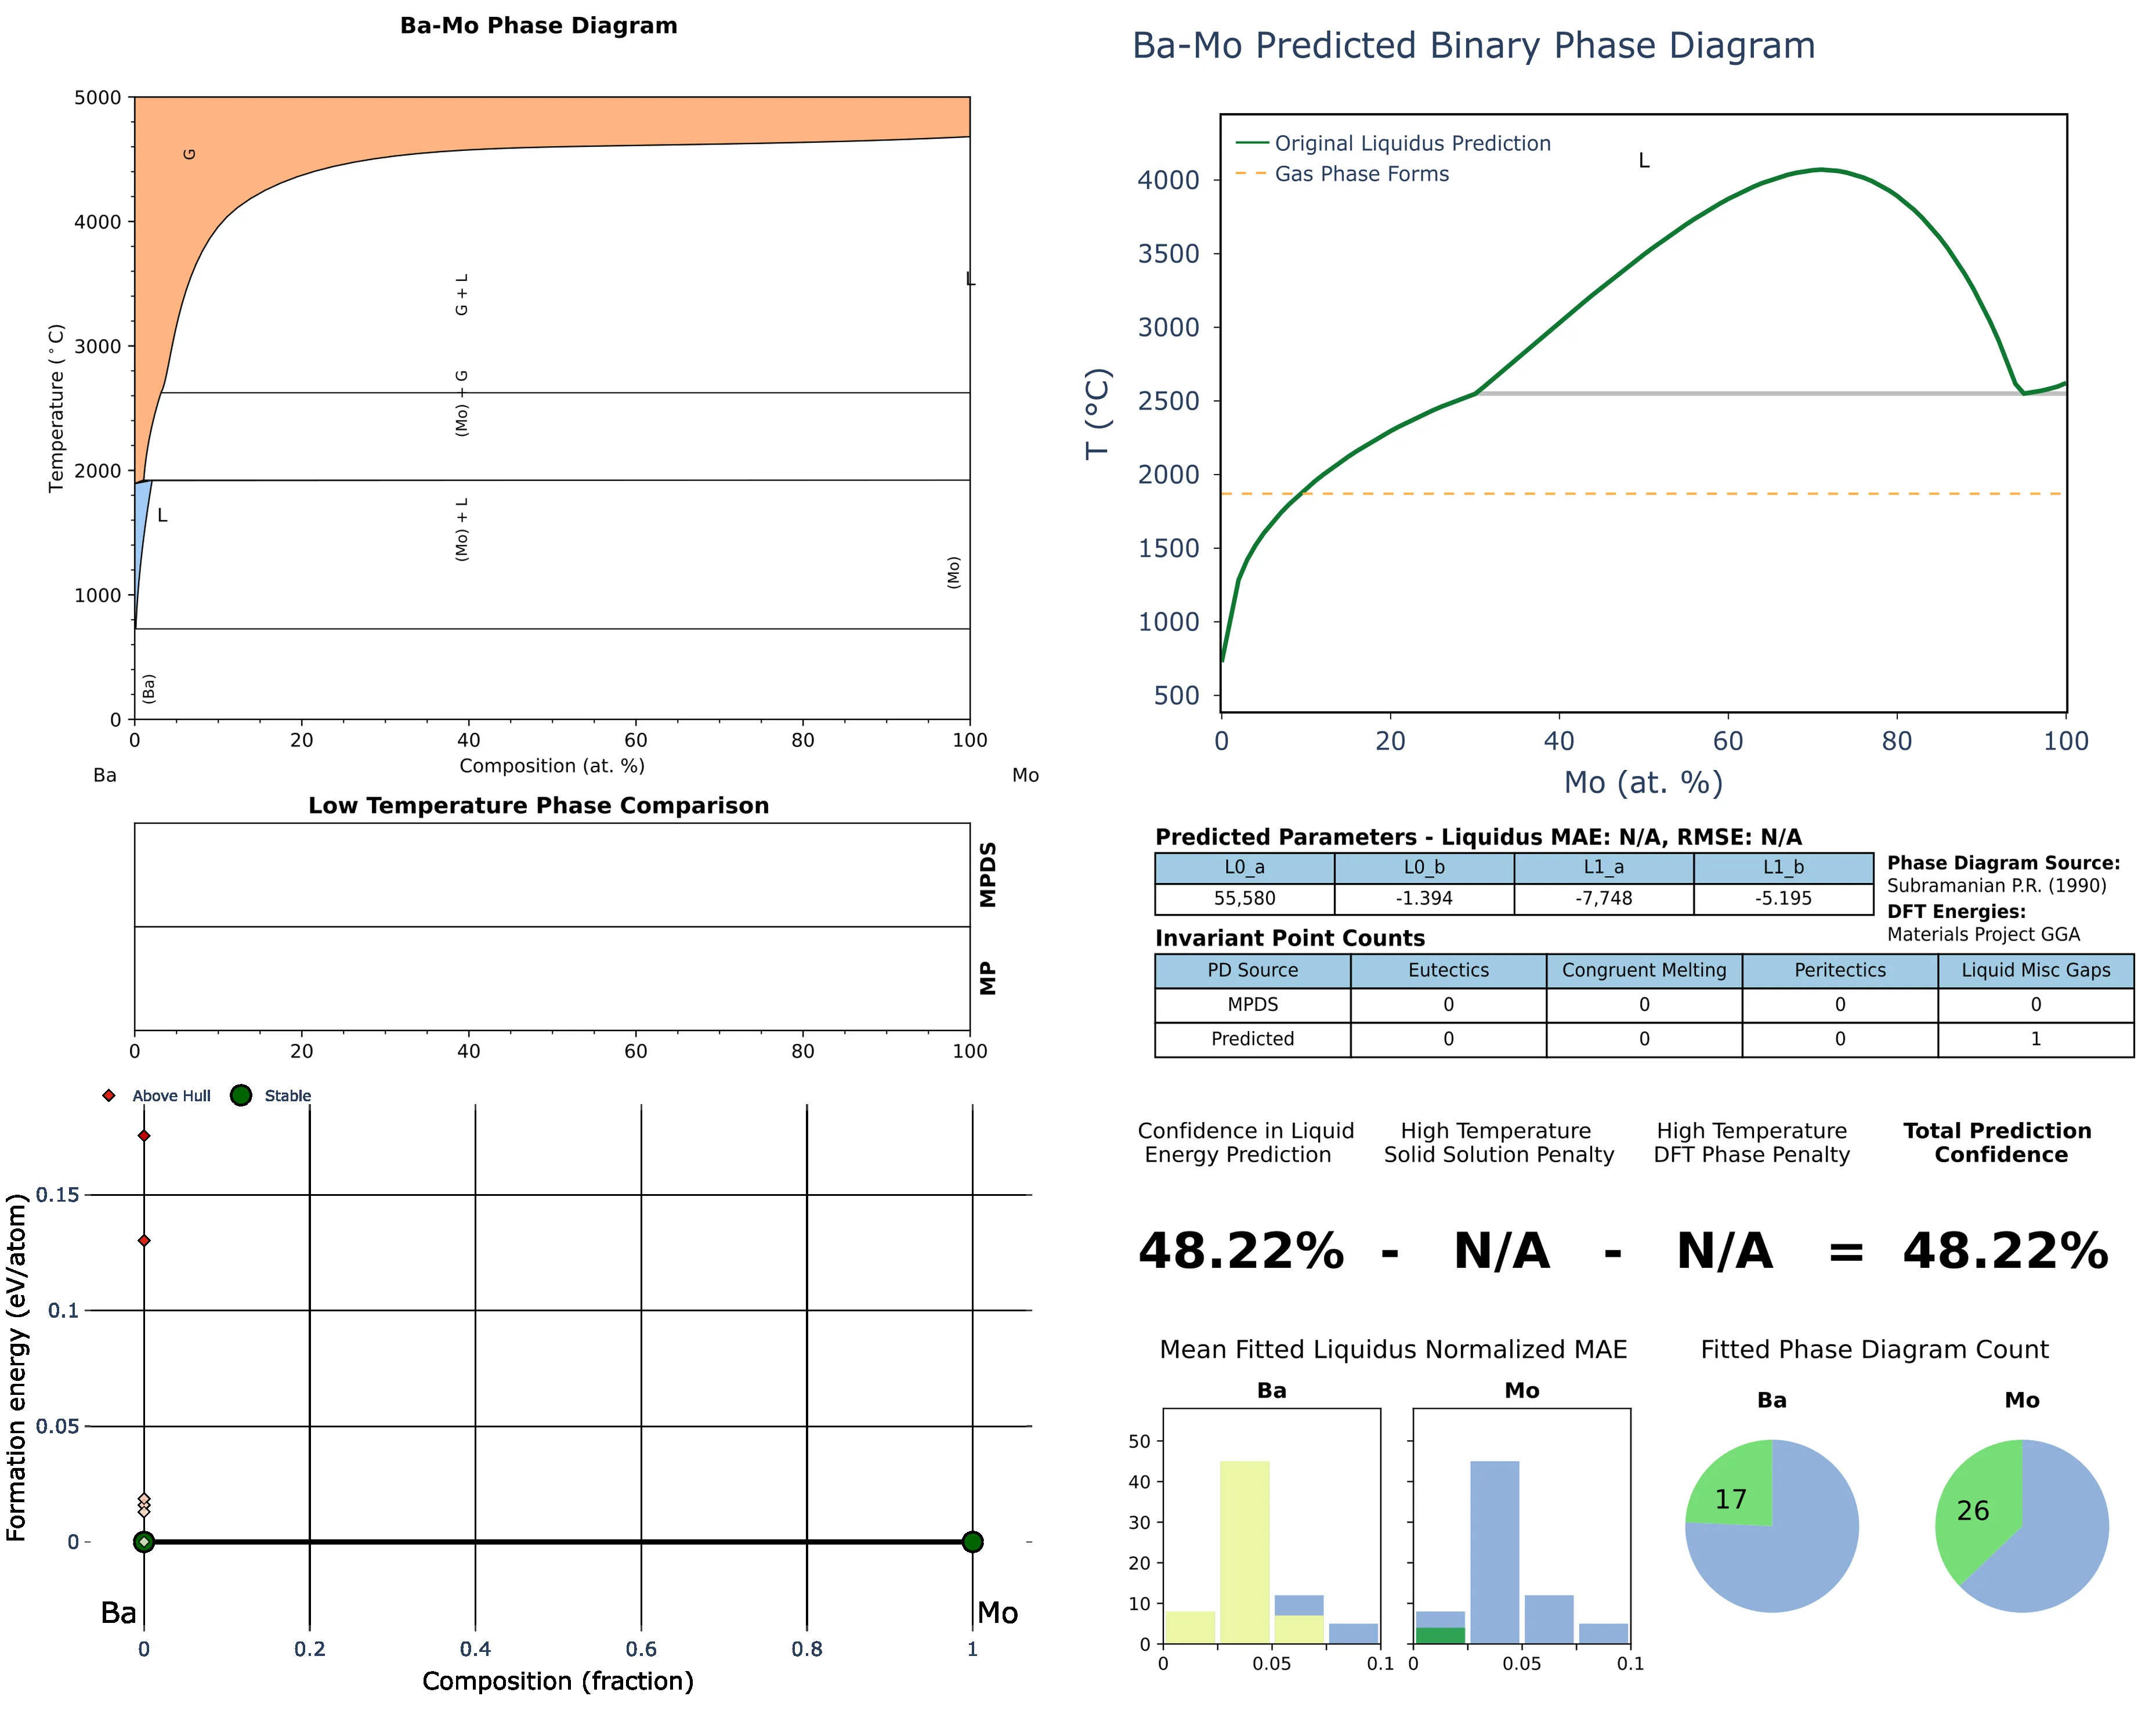 Ba-Mo Phase Diagram
5000
4000
3000
2000
1000
0
Temperature (°C)
G
G + L
L
(Mo) + G
L
(Mo) + L
(Mo)
(Ba)
0 20 40 60 80 100
Composition (at. %)
Ba Mo
Low Temperature Phase Comparison
MPDS
MP
0 20 40 60 80 100
Above Hull Stable
0.15
0.1
0.05
0
Formation energy (eV/atom)
Ba Mo
0 0.2 0.4 0.6 0.8 1
Composition (fraction)
Ba-Mo Predicted Binary Phase Diagram
Original Liquidus Prediction
Gas Phase Forms
L
4000
3500
3000
2500
2000
1500
1000
500
T (°C)
0 20 40 60 80 100
Mo (at. %)
Predicted Parameters - Liquidus MAE: N/A, RMSE: N/A
L0_a L0_b L1_a L1_b
55,580 -1.394 -7,748 -5.195
Phase Diagram Source:
Subramanian P.R. (1990)
DFT Energies:
Materials Project GGA
Invariant Point Counts
PD Source Eutectics Congruent Melting Peritectics Liquid Misc Gaps
MPDS 0 0 0 0
Predicted 0 0 0 1
Confidence in Liquid
Energy Prediction
High Temperature
Solid Solution Penalty
High Temperature
DFT Phase Penalty
Total Prediction
Confidence
48.22% - N/A - N/A = 48.22%
Mean Fitted Liquidus Normalized MAE
Ba Mo
50
40
30
20
10
0
0 0.05 0.1
0 0.05 0.1
Fitted Phase Diagram Count
Ba Mo
17 26